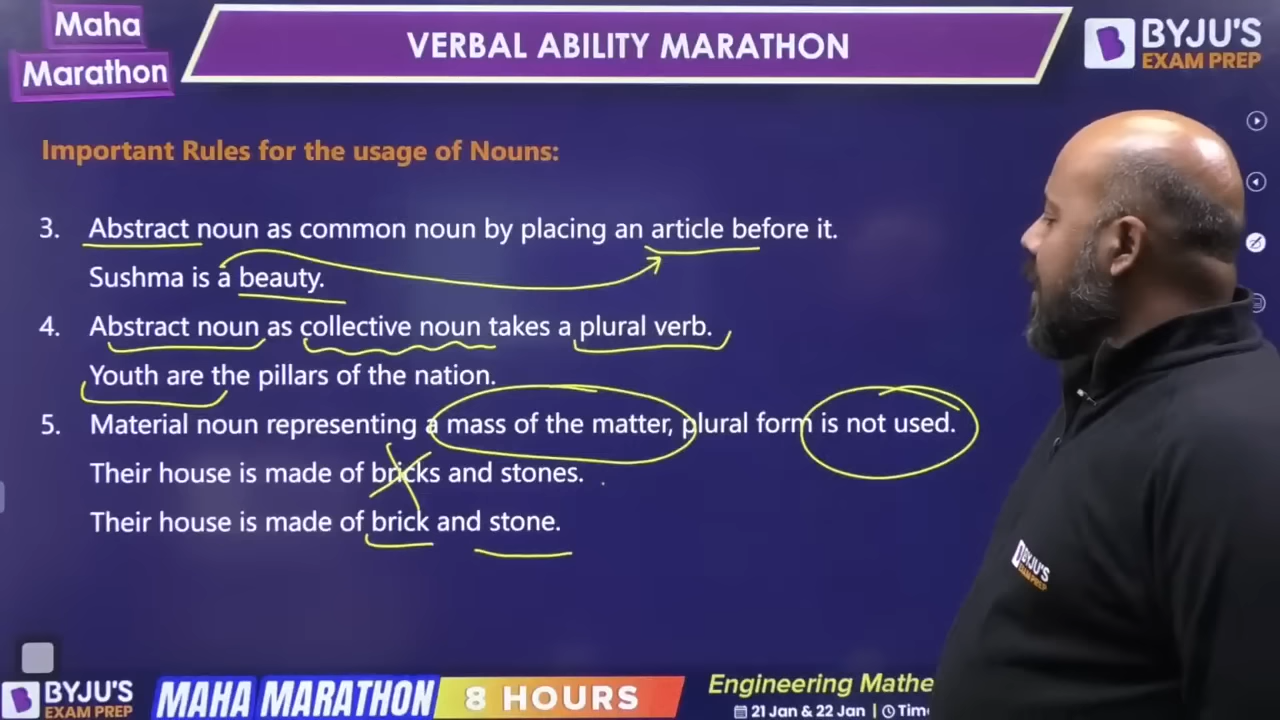 Maha
Marathon
VERBAL ABILITY MARATHON
BYJU'S
EXAM PREP
Important Rules for the usage of Nouns:
3. Abstract noun as common noun by placing an article before it.
Sushma is a beauty.
4. Abstract noun as collective noun takes a plural verb.
Youth are the pillars of the nation.
5. Material noun representing a mass of the matter, plural form is not used.
Their house is made of bricks and stones.
Their house is made of brick and stone.
BYJU'S
EXAM PREP
BYJU'S
EXAM PREP
MAHA MARATHON
8 HOURS
Engineering Mathe
21 Jan & 22 Jan | Tim